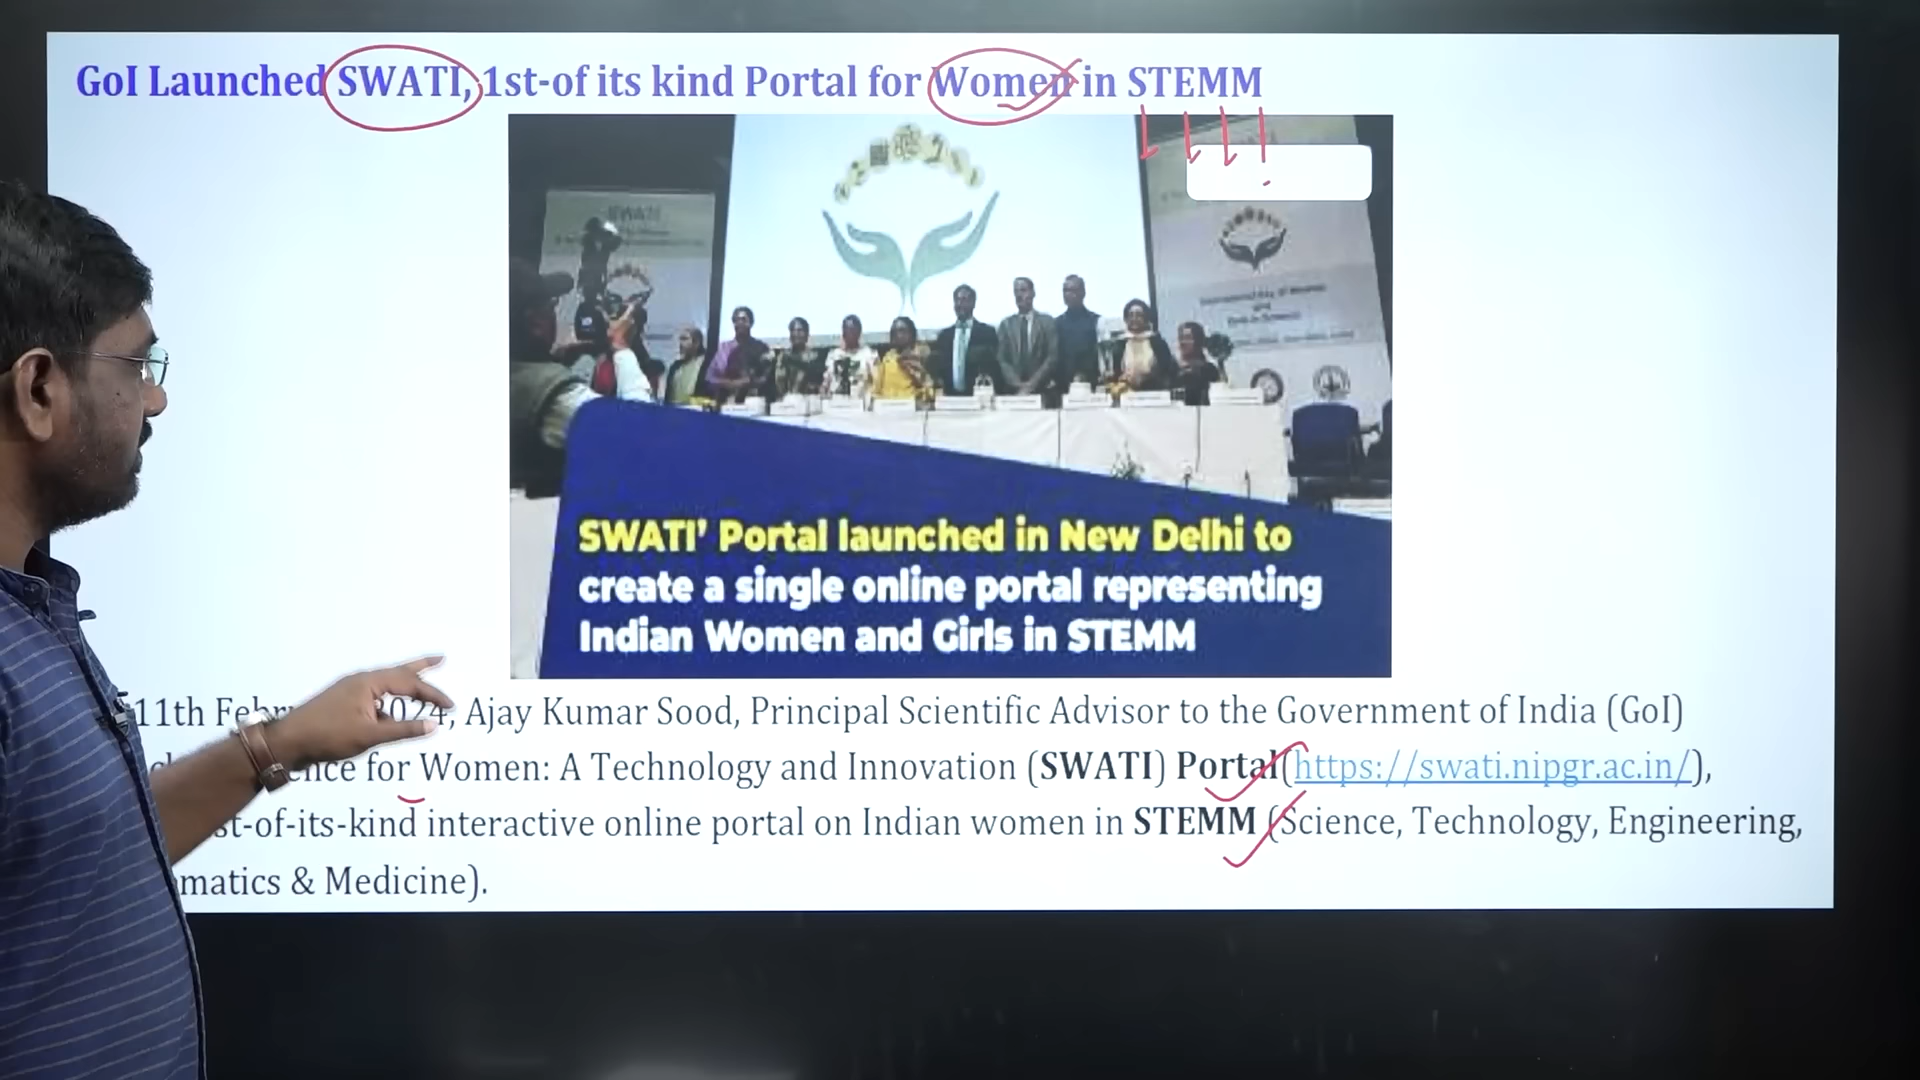 GoI Launched SWATI, 1st-of its kind Portal for Women in STEMM
SWATI
SWATI' Portal launched in New Delhi to
create a single online portal representing
Indian Women and Girls in STEMM
11th 2024, Ajay Kumar Sood, Principal Scientific Advisor to the Government of India (GoI)
for Women: A Technology and Innovation (SWATI) Portal(https://swati.nipgr.ac.in/),
st-of-its-kind interactive online portal on Indian women in STEMM (Science, Technology, Engineering,
matics & Medicine).